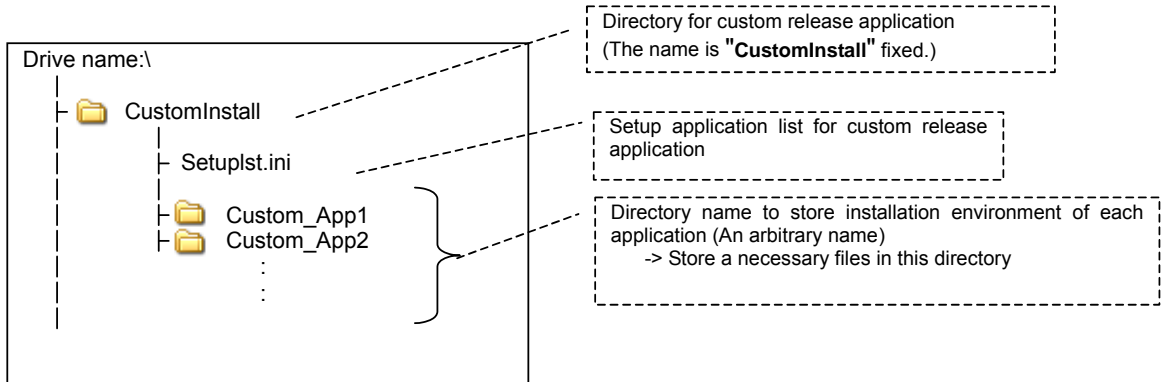 Drive name:\
CustomInstall
Setuplst.ini
Custom_App1
Custom_App2
:
:
Directory for custom release application
(The name is "CustomInstall" fixed.)
Setup application list for custom release
application
Directory name to store installation environment of each
application (An arbitrary name)
-> Store a necessary files in this directory